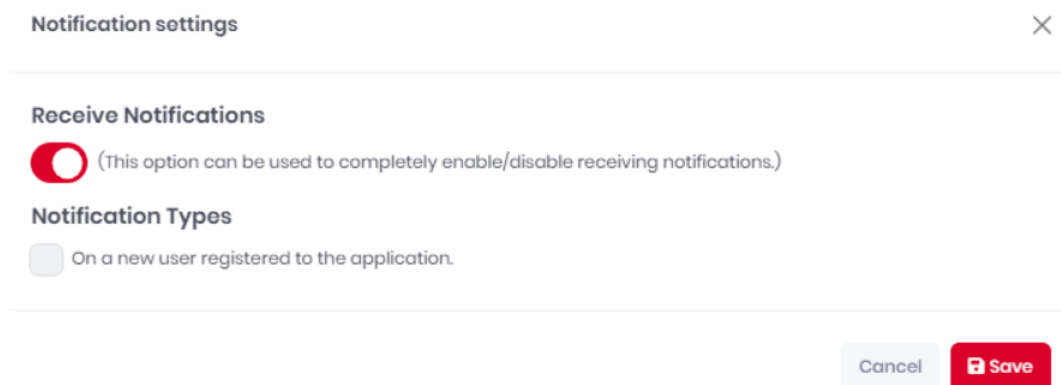 Notification settings
Receive Notifications
(This option can be used to completely enable/disable receiving notifications.)
Notification Types
On a new user registered to the application.
Cancel
Save